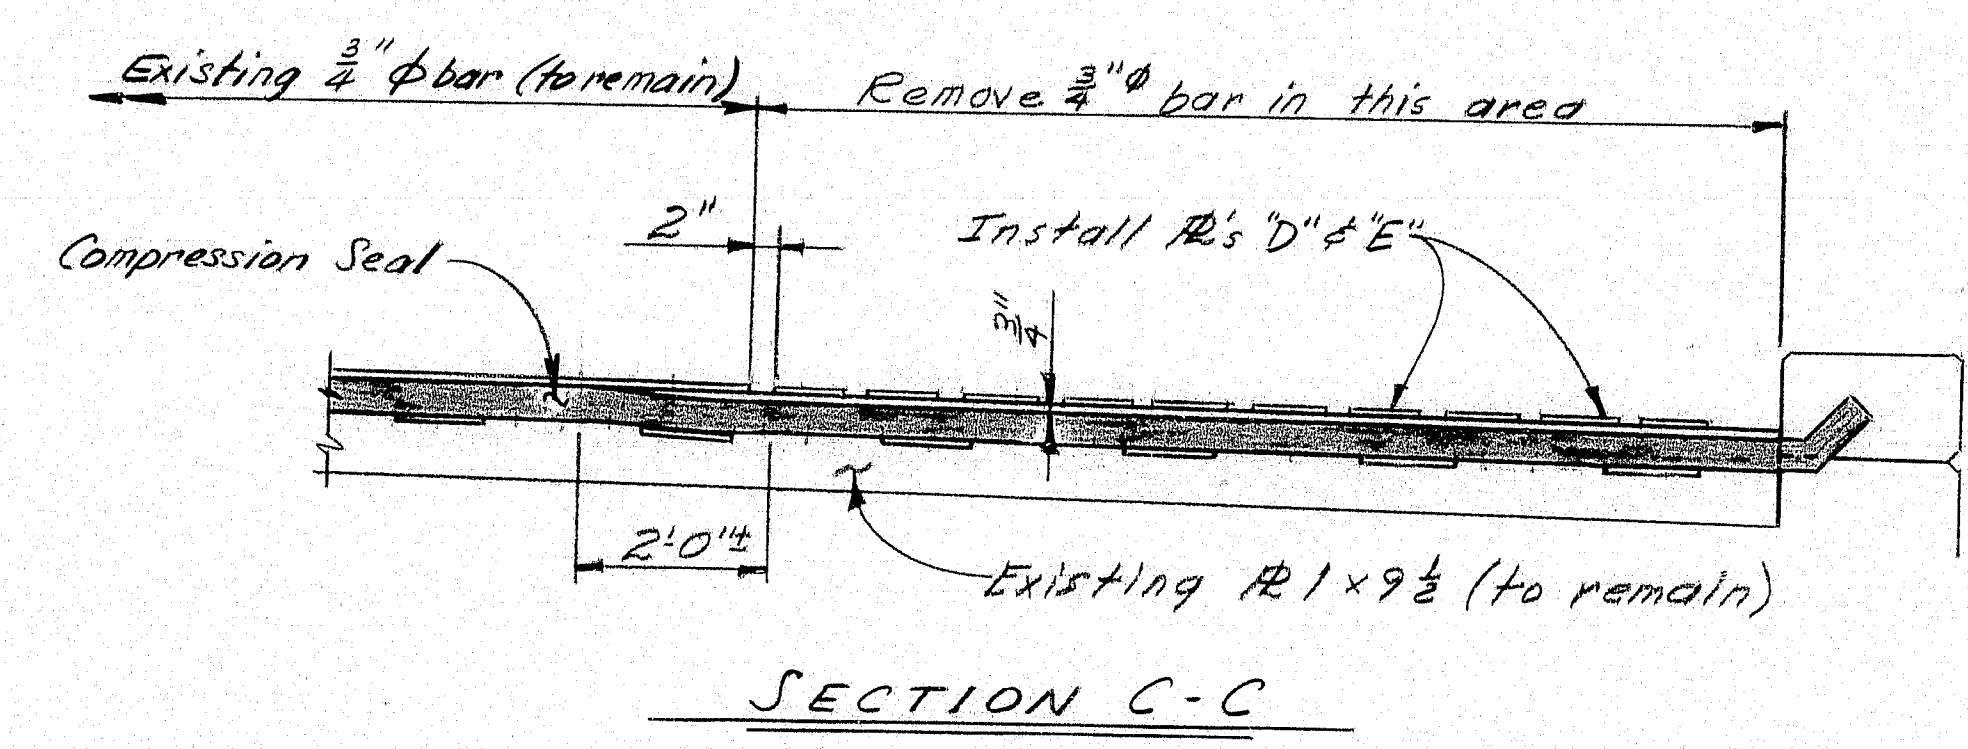 Existing 3/4" ϕ bar (to remain)
Remove 3/4" ϕ bar in this area
2"
Install ℞'s "D" & "E"
Compression Seal
3/4"
2'-0"±
Existing ℞ 1 x 9 1/2 (to remain)
SECTION C-C